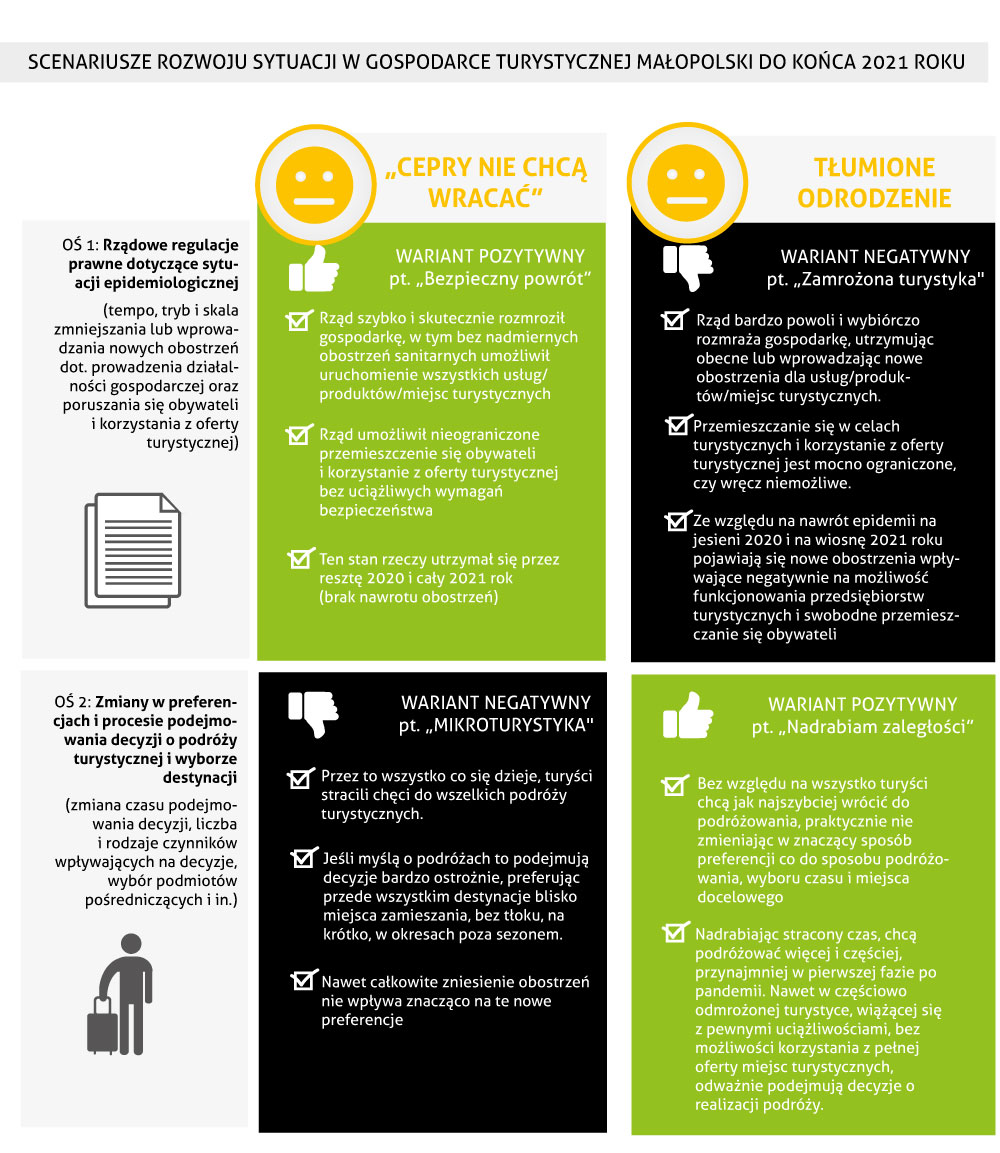 SCENARIUSZE ROZWOJU SYTUACJI W GOSPODARCE TURYSTYCZNEJ MAŁOPOLSKI DO KOŃCA 2021 ROKU
„CEPRY NIE CHCĄ
WRACAĆ”
TŁUMIONE
ODRODZENIE
OŚ 1: Rządowe regulacje
prawne dotyczące sytu-
acji epidemiologicznej
(tempo, tryb i skala
zmniejszania lub wprowa-
dzania nowych obostrzeń
dot. prowadzenia działal-
ności gospodarczej oraz
poruszania się obywateli
i korzystania z oferty
turystycznej)
WARIANT POZYTYWNY
pt. „Bezpieczny powrót”
Rząd szybko i skutecznie rozmroził
gospodarkę, w tym bez nadmiernych
obostrzeń sanitarnych umożliwił
uruchomienie wszystkich usług/
produktów/miejsc turystycznych
Rząd umożliwił nieograniczone
przemieszczenie się obywateli
i korzystanie z oferty turystycznej
bez uciążliwych wymagań
bezpieczeństwa
Ten stan rzeczy utrzymał się przez
resztę 2020 i cały 2021 rok
(brak nawrotu obostrzeń)
WARIANT NEGATYWNY
pt. „Zamrożona turystyka"
Rząd bardzo powoli i wybiórczo
rozmraża gospodarkę, utrzymując
obecne lub wprowadzając nowe
obostrzenia dla usług/produk-
tów/miejsc turystycznych.
Przemieszczanie się w celach
turystycznych i korzystanie z oferty
turystycznej jest mocno ograniczone,
czy wręcz niemożliwe.
Ze względu na nawrót epidemii na
jesieni 2020 i na wiosnę 2021 roku
pojawiają się nowe obostrzenia wpły-
wające negatywnie na możliwość
funkcjonowania przedsiębiorstw
turystycznych i swobodne przemiesz-
czanie się obywateli
OŚ 2: Zmiany w preferen-
cjach i procesie podejmo-
wania decyzji o podróży
turystycznej i wyborze
destynacji
(zmiana czasu podejmo-
wania decyzji, liczba
i rodzaje czynników
wpływających na decyzje,
wybór podmiotów
pośredniczących i in.)
WARIANT NEGATYWNY
pt. „MIKROTURYSTYKA"
Przez to wszystko co się dzieje, turyści
stracili chęci do wszelkich podróży
turystycznych.
Jeśli myślą o podróżach to podejmują
decyzje bardzo ostrożnie, preferując
przede wszystkim destynacje blisko
miejsca zamieszania, bez tłoku, na
krótko, w okresach poza sezonem.
Nawet całkowite zniesienie obostrzeń
nie wpływa znacząco na te nowe
preferencje
WARIANT POZYTYWNY
pt. „Nadrabiam zaległości”
Bez względu na wszystko turyści
chcą jak najszybciej wrócić do
podróżowania, praktycznie nie
zmieniając w znaczący sposób
preferencji co do sposobu podróżo-
wania, wyboru czasu i miejsca
docelowego
Nadrabiając stracony czas, chcą
podróżować więcej i częściej,
przynajmniej w pierwszej fazie po
pandemii. Nawet w częściowo
odmrożonej turystyce, wiążącej się
z pewnymi uciążliwościami, bez
możliwości korzystania z pełnej
oferty miejsc turystycznych,
odważnie podejmują decyzje o
realizacji podróży.